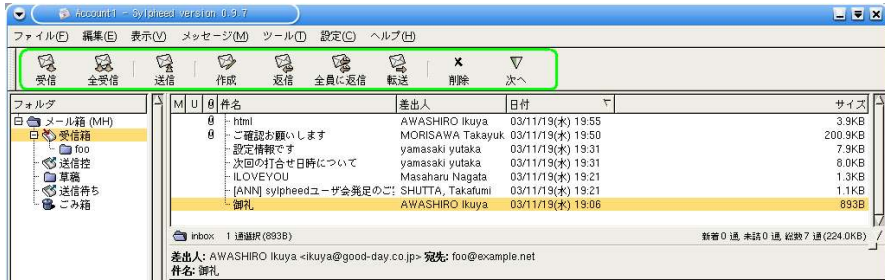 Account1 - Sylpheed version 0.9.7
ファイル(F) 編集(E) 表示(V) メッセージ(M) ツール(T) 設定(C) ヘルプ(H)
受信 全受信 送信 作成 返信 全員に返信 転送 削除 次へ
フォルダ
メール箱 (MH)
受信箱
foo
送信控
草稿
送信待ち
ごみ箱
M U 件名 差出人 日付 サイズ
html AWASHIRO Ikuya 03/11/19(水) 19:55 3.9KB
ご確認お願いします MORISAWA Takayuk 03/11/19(水) 19:50 200.9KB
設定情報です yamasaki yutaka 03/11/19(水) 19:31 7.9KB
次回の打合せ日時について yamasaki yutaka 03/11/19(水) 19:31 8.0KB
ILOVEYOU Masaharu Nagata 03/11/19(水) 19:21 1.3KB
[ANN] sylpheedユーザ会発足のご SHUTTA, Takafumi 03/11/19(水) 19:21 1.1KB
御礼 AWASHIRO Ikuya 03/11/19(水) 19:06 893B
inbox 1 通選択 (893B) 新着 0 通, 未読 0 通, 総数 7 通 (224.0KB)
差出人: AWASHIRO Ikuya <ikuya@good-day.co.jp> 宛先: foo@example.net
件名: 御礼